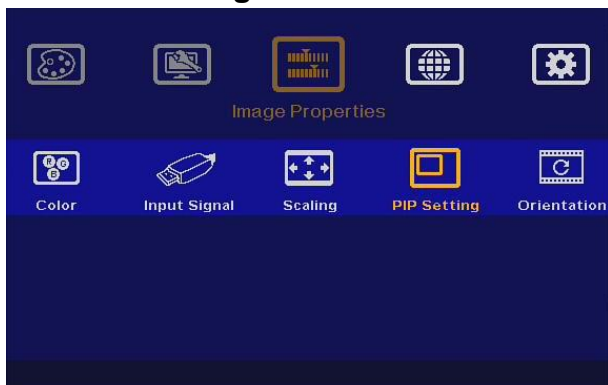 Image Properties
R G B
Color
Input Signal
Scaling
PIP Setting
Orientation